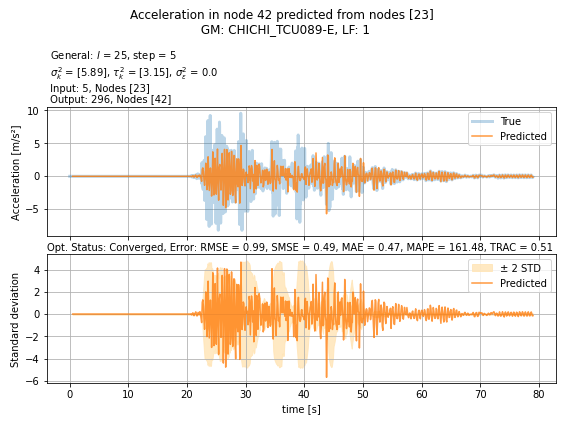 Acceleration in node 42 predicted from nodes [23]
GM: CHICHI_TCU089-E, LF: 1
General: l = 25, step = 5
σ²ₖ = [5.89], τ²ₖ = [3.15], σ²ε = 0.0
Input: 5, Nodes [23]
Output: 296, Nodes [42]
10
5
0
−5
Acceleration [m/s²]
True
Predicted
Opt. Status: Converged, Error: RMSE = 0.99, SMSE = 0.49, MAE = 0.47, MAPE = 161.48, TRAC = 0.51
4
2
0
−2
−4
−6
Standard deviation
± 2 STD
Predicted
0 10 20 30 40 50 60 70 80
time [s]